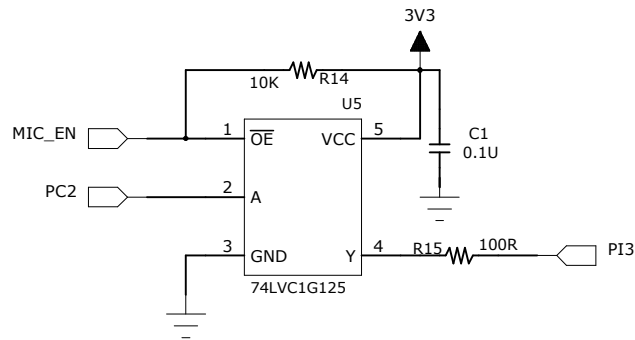 3V3
10K
R14
U5
MIC_EN
1
OE
VCC
5
C1
0.1U
PC2
2
A
3
GND
Y
4
R15
100R
PI3
74LVC1G125